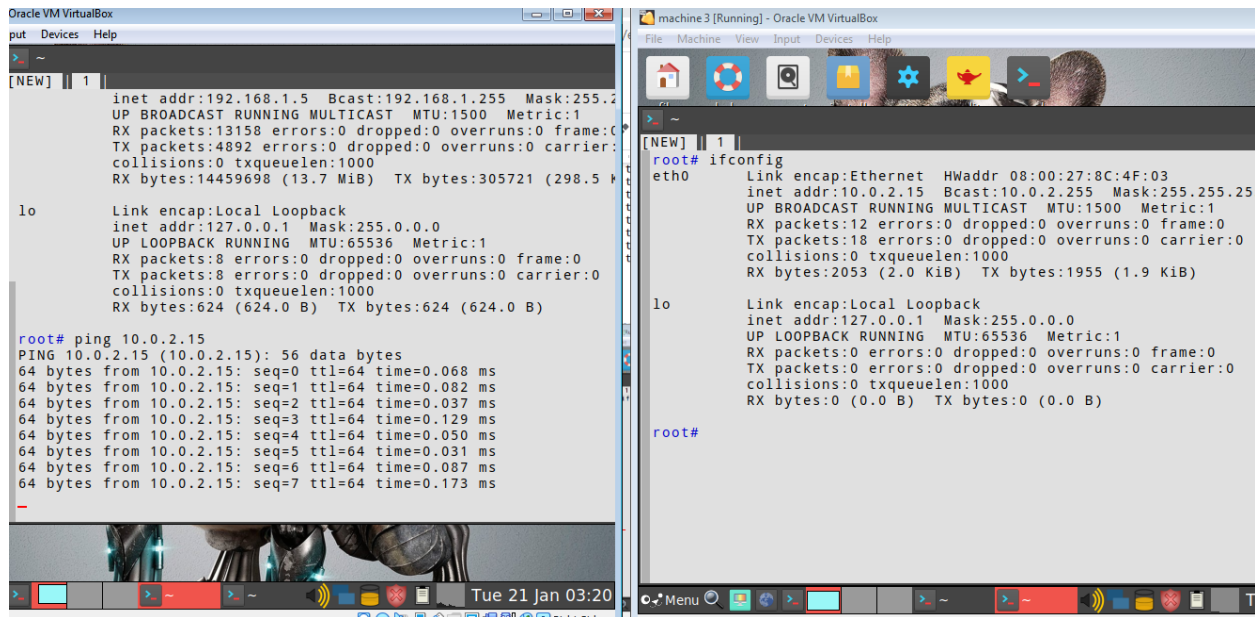 Oracle VM VirtualBox
put Devices Help
~
[NEW] 1
inet addr:192.168.1.5 Bcast:192.168.1.255 Mask:255.2
UP BROADCAST RUNNING MULTICAST MTU:1500 Metric:1
RX packets:13158 errors:0 dropped:0 overruns:0 frame:0
TX packets:4892 errors:0 dropped:0 overruns:0 carrier:
collisions:0 txqueuelen:1000
RX bytes:14459698 (13.7 MiB) TX bytes:305721 (298.5 K
lo Link encap:Local Loopback
inet addr:127.0.0.1 Mask:255.0.0.0
UP LOOPBACK RUNNING MTU:65536 Metric:1
RX packets:8 errors:0 dropped:0 overruns:0 frame:0
TX packets:8 errors:0 dropped:0 overruns:0 carrier:0
collisions:0 txqueuelen:1000
RX bytes:624 (624.0 B) TX bytes:624 (624.0 B)
root# ping 10.0.2.15
PING 10.0.2.15 (10.0.2.15): 56 data bytes
64 bytes from 10.0.2.15: seq=0 ttl=64 time=0.068 ms
64 bytes from 10.0.2.15: seq=1 ttl=64 time=0.082 ms
64 bytes from 10.0.2.15: seq=2 ttl=64 time=0.037 ms
64 bytes from 10.0.2.15: seq=3 ttl=64 time=0.129 ms
64 bytes from 10.0.2.15: seq=4 ttl=64 time=0.050 ms
64 bytes from 10.0.2.15: seq=5 ttl=64 time=0.031 ms
64 bytes from 10.0.2.15: seq=6 ttl=64 time=0.087 ms
64 bytes from 10.0.2.15: seq=7 ttl=64 time=0.173 ms
~ ~ Tue 21 Jan 03:20
machine 3 [Running] - Oracle VM VirtualBox
File Machine View Input Devices Help
~
[NEW] 1
root# ifconfig
eth0 Link encap:Ethernet HWaddr 08:00:27:8C:4F:03
inet addr:10.0.2.15 Bcast:10.0.2.255 Mask:255.255.25
UP BROADCAST RUNNING MULTICAST MTU:1500 Metric:1
RX packets:12 errors:0 dropped:0 overruns:0 frame:0
TX packets:18 errors:0 dropped:0 overruns:0 carrier:0
collisions:0 txqueuelen:1000
RX bytes:2053 (2.0 KiB) TX bytes:1955 (1.9 KiB)
lo Link encap:Local Loopback
inet addr:127.0.0.1 Mask:255.0.0.0
UP LOOPBACK RUNNING MTU:65536 Metric:1
RX packets:0 errors:0 dropped:0 overruns:0 frame:0
TX packets:0 errors:0 dropped:0 overruns:0 carrier:0
collisions:0 txqueuelen:1000
RX bytes:0 (0.0 B) TX bytes:0 (0.0 B)
root#
Menu ~ ~ T